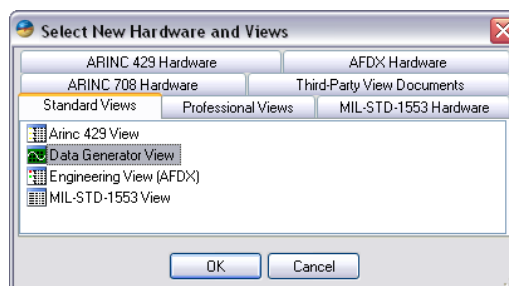 Select New Hardware and Views
ARINC 429 Hardware
AFDX Hardware
ARINC 708 Hardware
Third-Party View Documents
Standard Views
Professional Views
MIL-STD-1553 Hardware
Arinc 429 View
Data Generator View
Engineering View (AFDX)
MIL-STD-1553 View
OK
Cancel